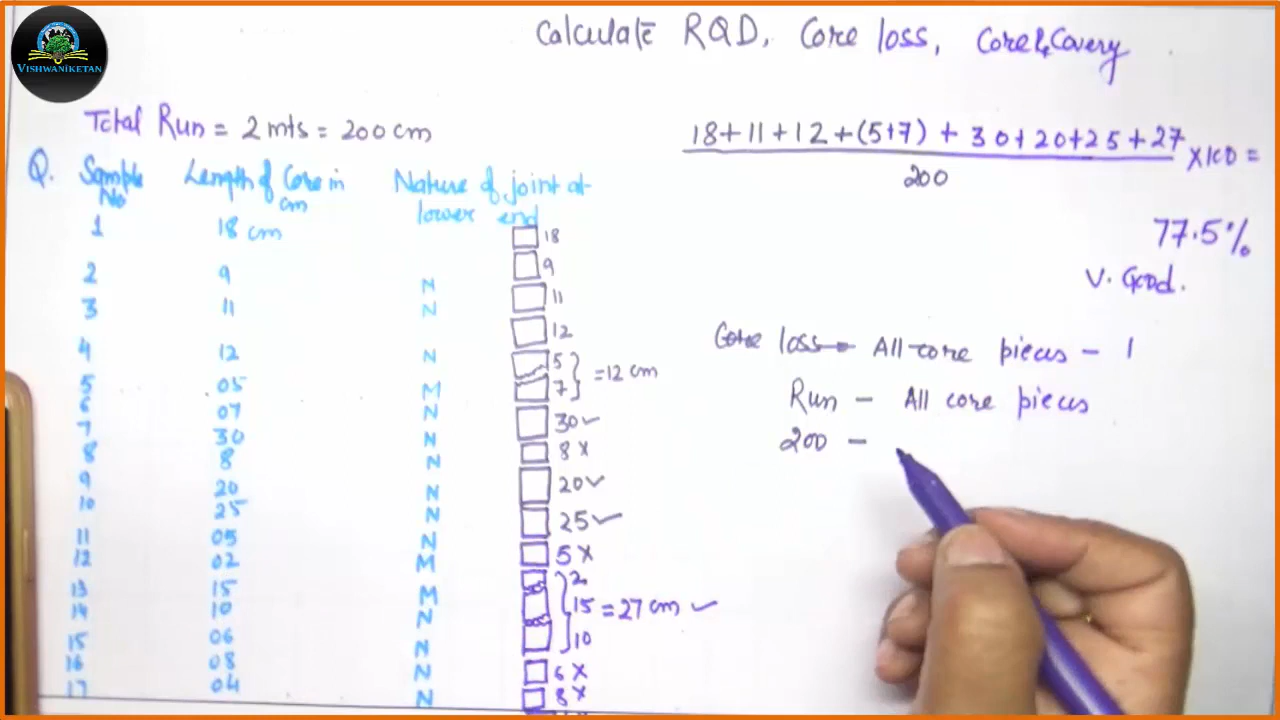 VISHWANIKETAN
Calculate RQD, Core loss, Core Recovery
Total Run = 2 mts = 200 cm
18+11+12+(5+7)+30+20+25+27 ×100 =
200
77.5%
V. Good.
Q. Sample No Length of Core in cm Nature of joint at lower end
1 18 cm 18
2 9 N 9
3 11 N 11
4 12 N 12
5 05 M 5
6 07 N 7
= 12 cm
7 30 N 30 ✓
8 8 N 8 ×
9 20 N 20 ✓
10 25 N 25 ✓
11 05 N 5 ×
12 02 M 2
13 15 M 15 = 27 cm ✓
14 10 N 10
15 06 N 6 ×
16 08 N 8 ×
17 04 N
Core loss - All core pieces - 1
Run - All core pieces
200 -